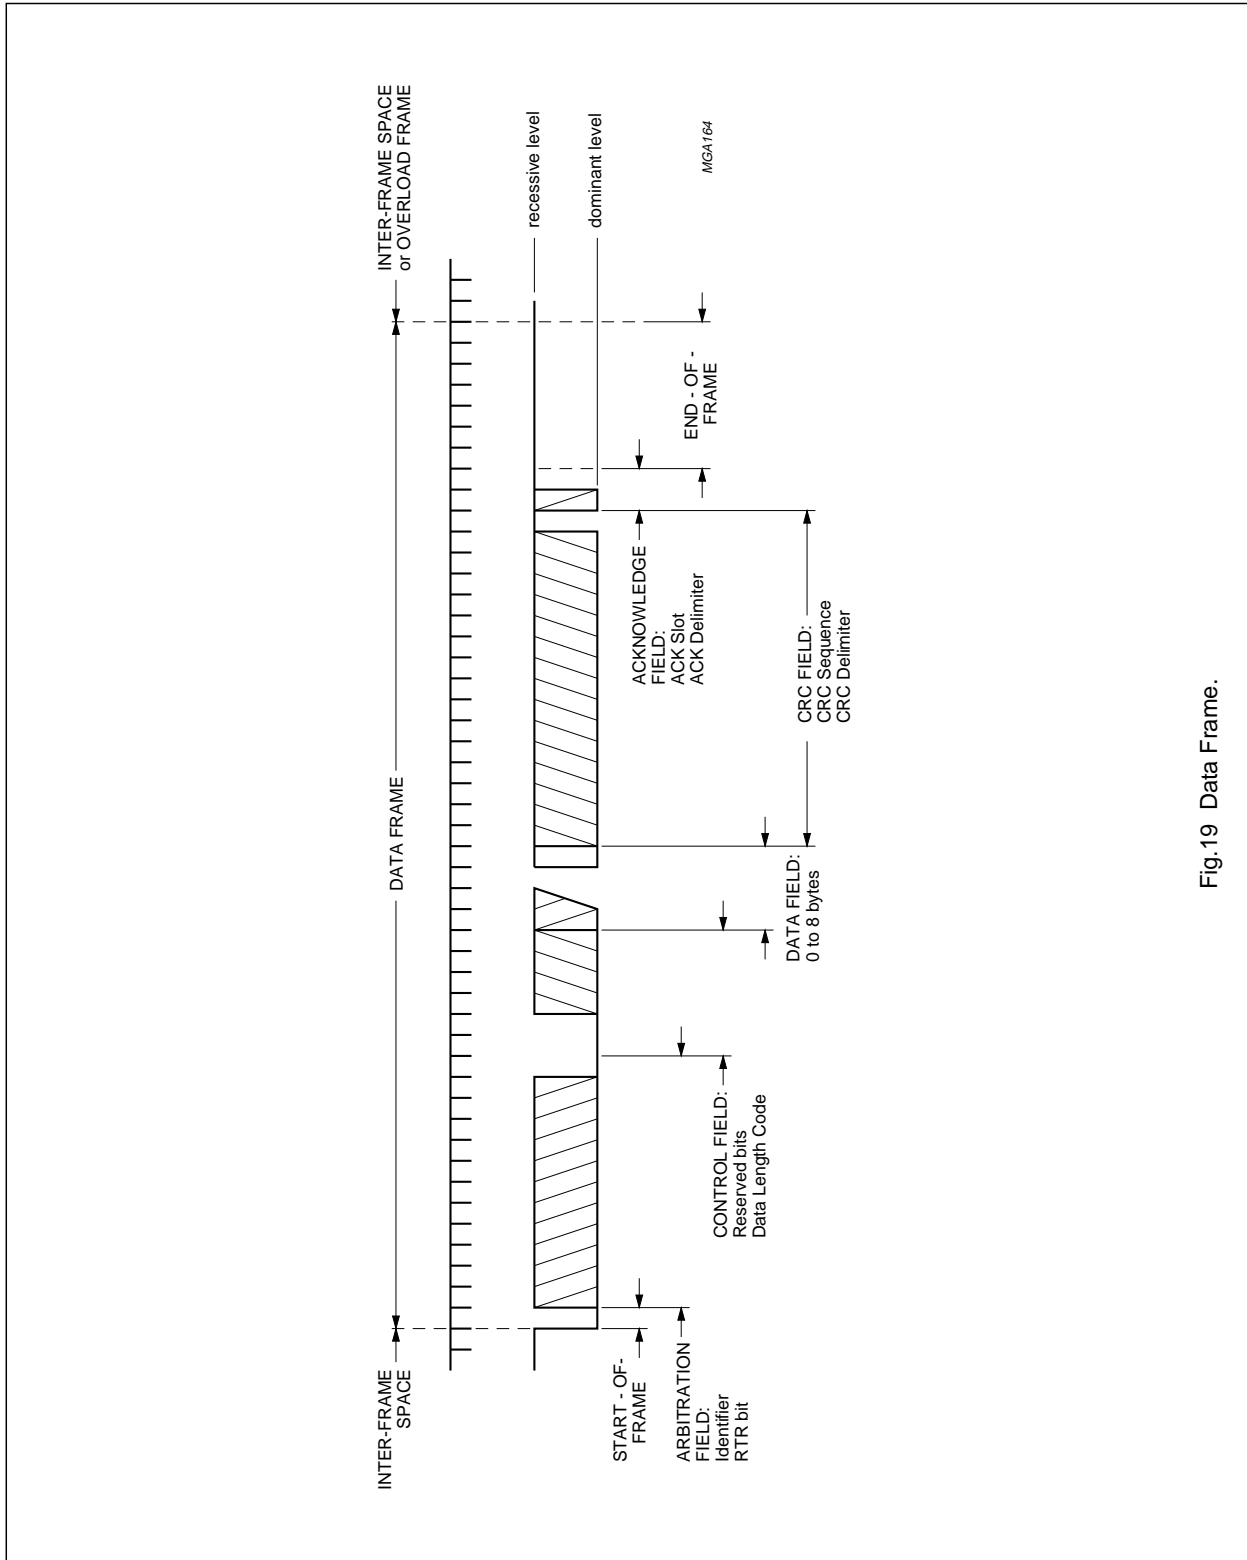 INTER-FRAME
SPACE
DATA FRAME
INTER-FRAME SPACE
or OVERLOAD FRAME
recessive level
dominant level
START - OF-
FRAME
ARBITRATION
FIELD:
Identifier
RTR bit
CONTROL FIELD:
Reserved bits
Data Length Code
DATA FIELD:
0 to 8 bytes
CRC FIELD:
CRC Sequence
CRC Delimiter
ACKNOWLEDGE
FIELD:
ACK Slot
ACK Delimiter
END - OF -
FRAME
MGA164
Fig.19 Data Frame.